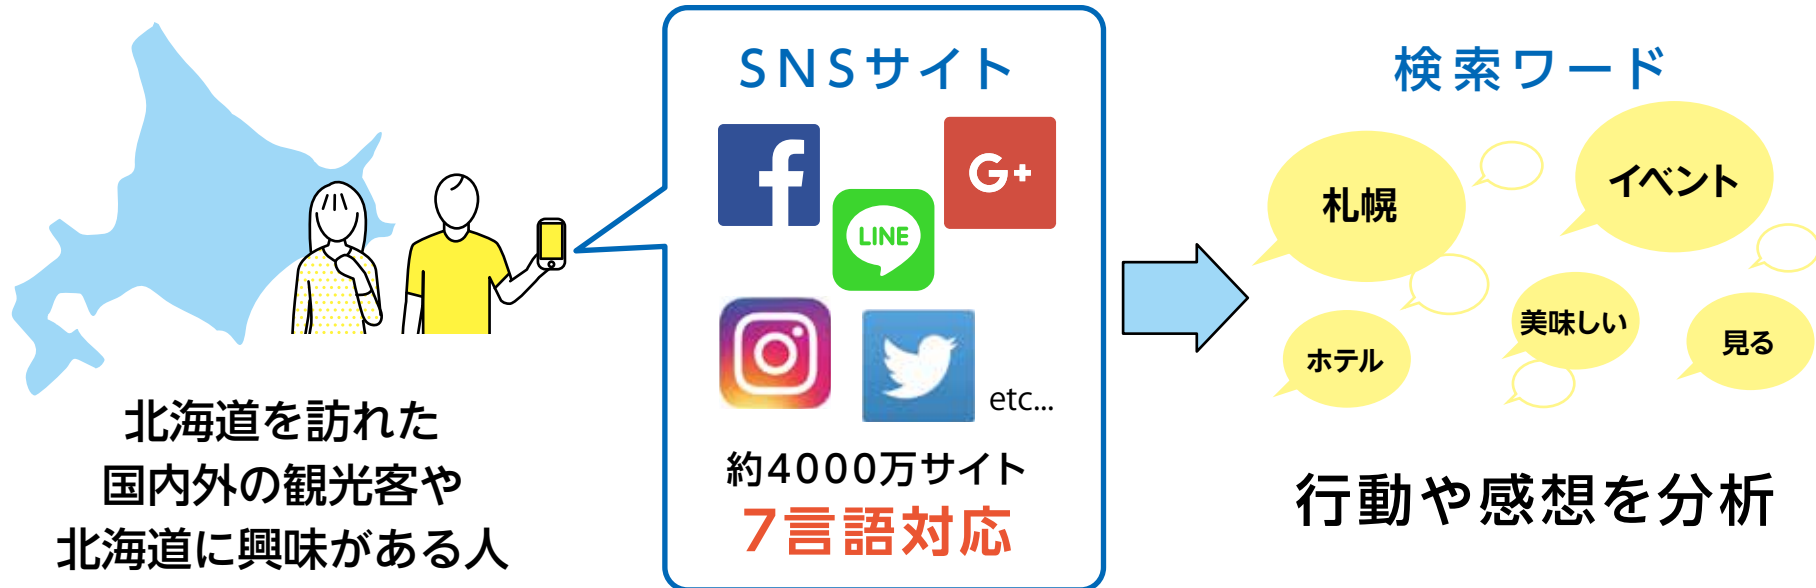 北海道を訪れた
国内外の観光客や
北海道に興味がある人
SNSサイト
G+
LINE
etc...
約4000万サイト
7言語対応
検索ワード
札幌
イベント
ホテル
美味しい
見る
行動や感想を分析